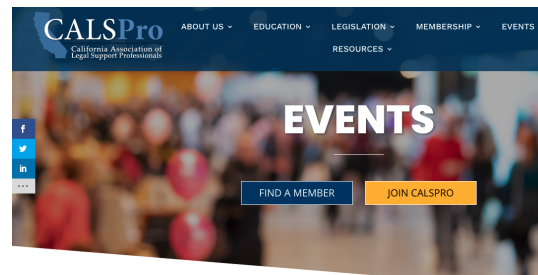 CALSPro
California Association of
Legal Support Professionals
ABOUT US
EDUCATION
LEGISLATION
MEMBERSHIP
EVENTS
RESOURCES
f
in
EVENTS
FIND A MEMBER
JOIN CALSPRO